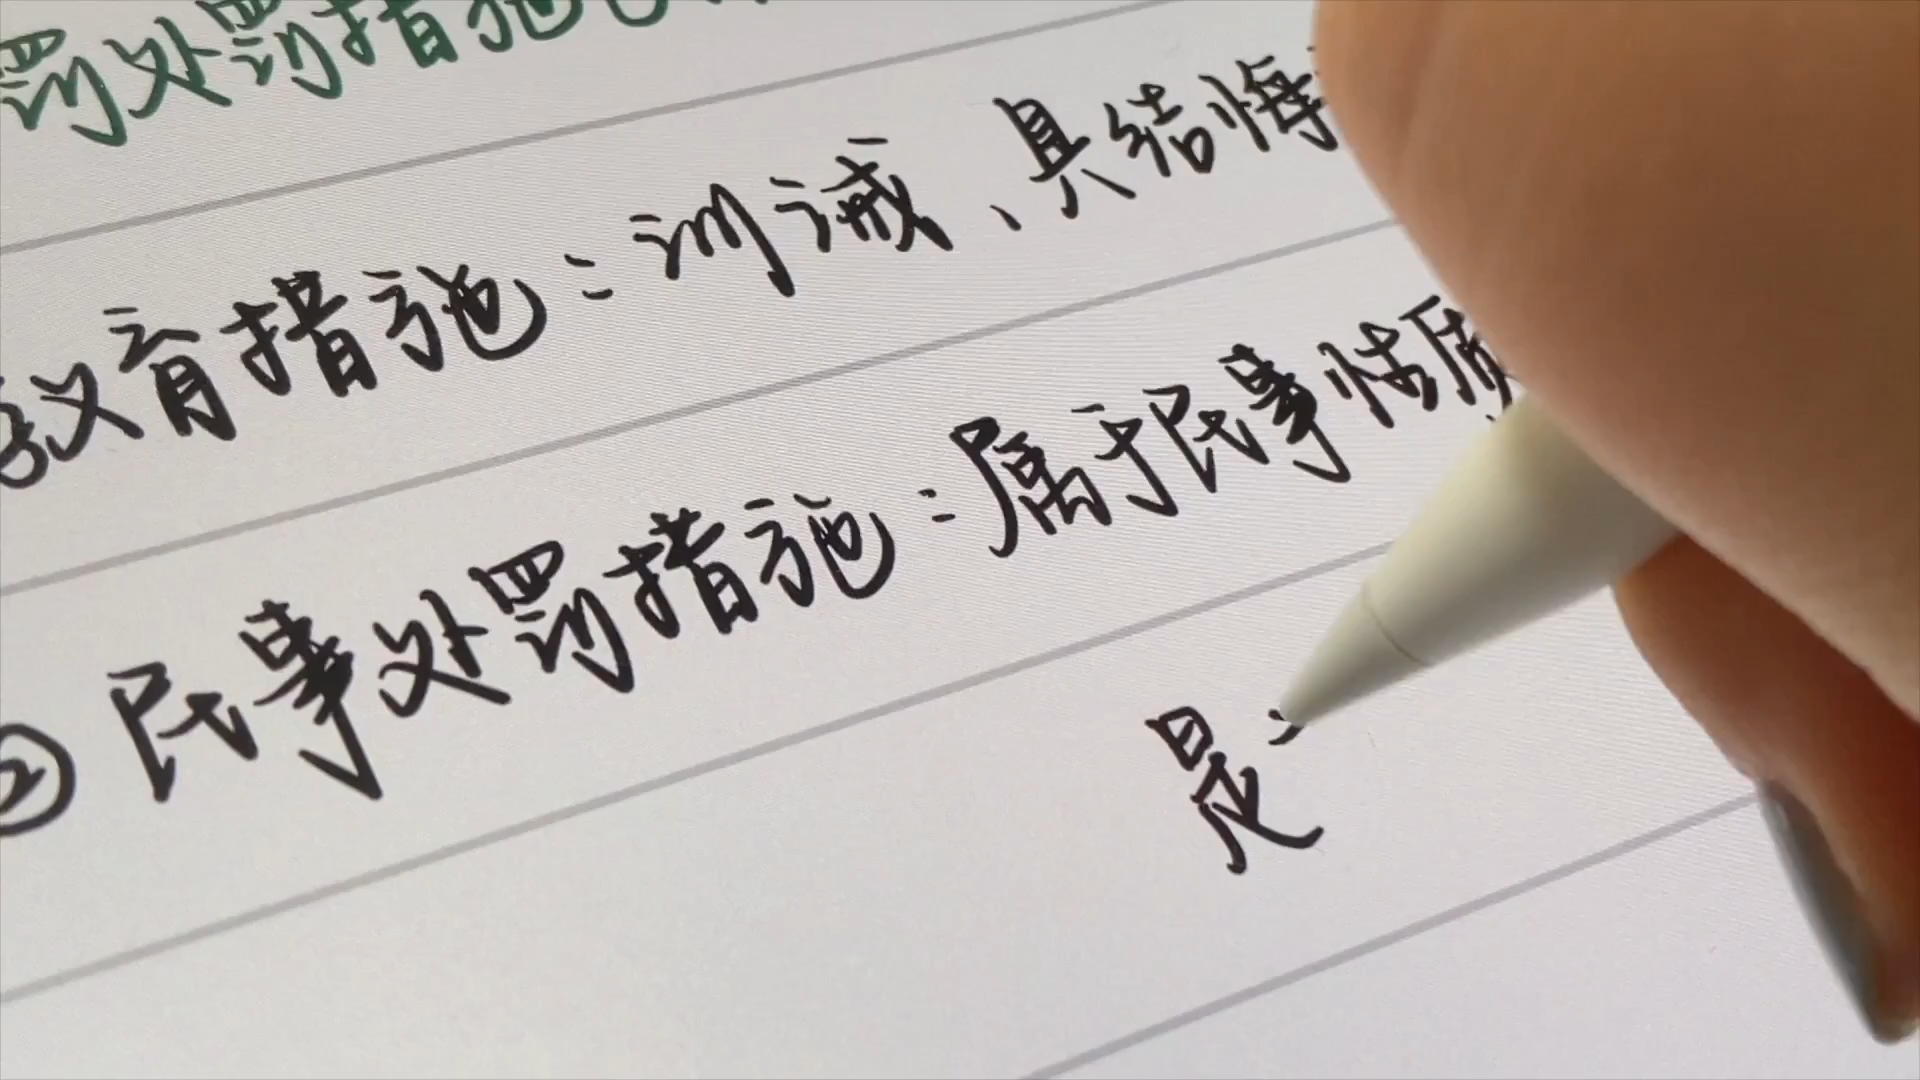 罚处罚措施
教育措施：训诫、具结悔
② 民事处罚措施：属于民事性质
是